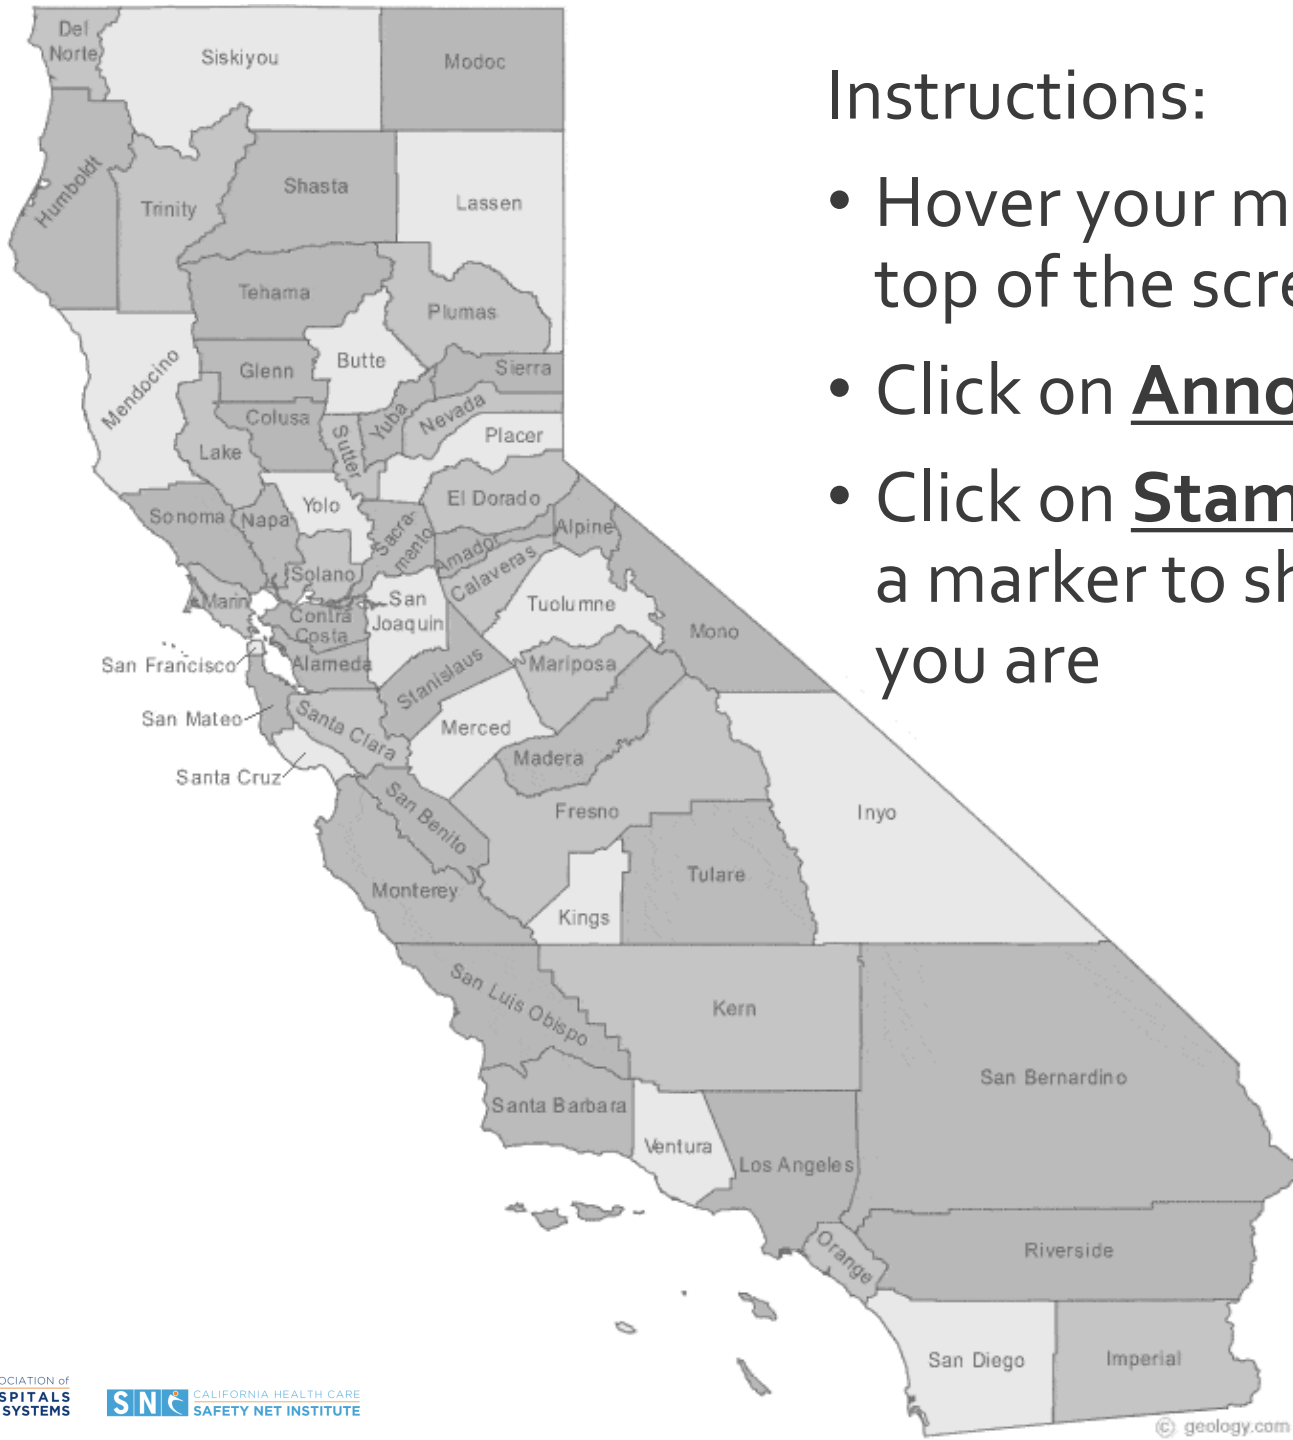 Del
Norte
Siskiyou
Modoc
Humboldt
Trinity
Shasta
Lassen
Tehama
Plumas
Mendocino
Glenn
Butte
Sierra
Colusa
Yuba
Nevada
Lake
Sutter
Placer
Sonoma
Napa
Yolo
El Dorado
Sacra-
mento
Amador
Alpine
Solano
Calaveras
Marin
Contra
Costa
San
Joaquin
Tuolumne
Mono
San Francisco
Alameda
Stanislaus
Mariposa
San Mateo
Santa Clara
Merced
Santa Cruz
Madera
San Benito
Fresno
Inyo
Monterey
Kings
Tulare
San Luis Obispo
Kern
San Bernardino
Santa Barbara
Ventura
Los Angeles
Orange
Riverside
San Diego
Imperial
Instructions:
• Hover your m
top of the scre
• Click on Anno
• Click on Stam
a marker to sh
you are
OCIATION of
SPITALS
SYSTEMS
SNI CALIFORNIA HEALTH CARE
SAFETY NET INSTITUTE
© geology.com